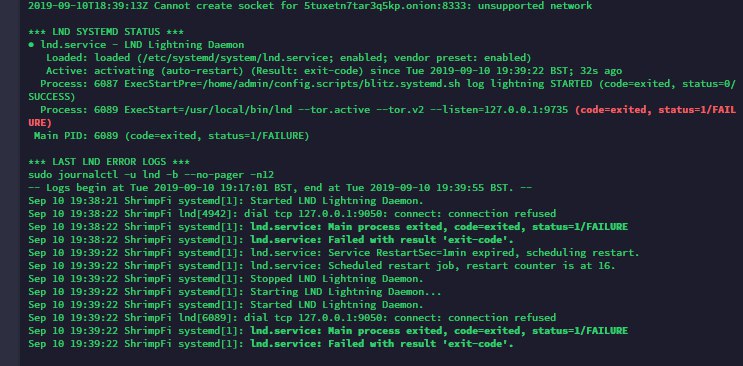 2019-09-10T18:39:13Z Cannot create socket for 5tuxetn7tar3q5kp.onion:8333: unsupported network
*** LND SYSTEMD STATUS ***
● lnd.service - LND Lightning Daemon
Loaded: loaded (/etc/systemd/system/lnd.service; enabled; vendor preset: enabled)
Active: activating (auto-restart) (Result: exit-code) since Tue 2019-09-10 19:39:22 BST; 32s ago
Process: 6087 ExecStartPre=/home/admin/config.scripts/blitz.systemd.sh log lightning STARTED (code=exited, status=0/
SUCCESS)
Process: 6089 ExecStart=/usr/local/bin/lnd --tor.active --tor.v2 --listen=127.0.0.1:9735 (code=exited, status=1/FAIL
URE)
Main PID: 6089 (code=exited, status=1/FAILURE)
*** LAST LND ERROR LOGS ***
sudo journalctl -u lnd -b --no-pager -n12
-- Logs begin at Tue 2019-09-10 19:17:01 BST, end at Tue 2019-09-10 19:39:55 BST. --
Sep 10 19:38:21 ShrimpFi systemd[1]: Started LND Lightning Daemon.
Sep 10 19:38:22 ShrimpFi lnd[4942]: dial tcp 127.0.0.1:9050: connect: connection refused
Sep 10 19:38:22 ShrimpFi systemd[1]: lnd.service: Main process exited, code=exited, status=1/FAILURE
Sep 10 19:38:22 ShrimpFi systemd[1]: lnd.service: Failed with result 'exit-code'.
Sep 10 19:39:22 ShrimpFi systemd[1]: lnd.service: Service RestartSec=1min expired, scheduling restart.
Sep 10 19:39:22 ShrimpFi systemd[1]: lnd.service: Scheduled restart job, restart counter is at 16.
Sep 10 19:39:22 ShrimpFi systemd[1]: Stopped LND Lightning Daemon.
Sep 10 19:39:22 ShrimpFi systemd[1]: Starting LND Lightning Daemon...
Sep 10 19:39:22 ShrimpFi systemd[1]: Started LND Lightning Daemon.
Sep 10 19:39:22 ShrimpFi lnd[6089]: dial tcp 127.0.0.1:9050: connect: connection refused
Sep 10 19:39:22 ShrimpFi systemd[1]: lnd.service: Main process exited, code=exited, status=1/FAILURE
Sep 10 19:39:22 ShrimpFi systemd[1]: lnd.service: Failed with result 'exit-code'.